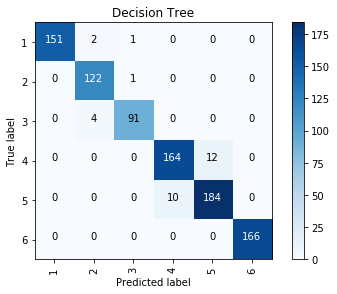 Decision Tree
1 151 2 1 0 0 0
2 0 122 1 0 0 0
3 0 4 91 0 0 0
4 0 0 0 164 12 0
5 0 0 0 10 184 0
6 0 0 0 0 0 166
1 2 3 4 5 6
True label
Predicted label
175
150
125
100
75
50
25
0